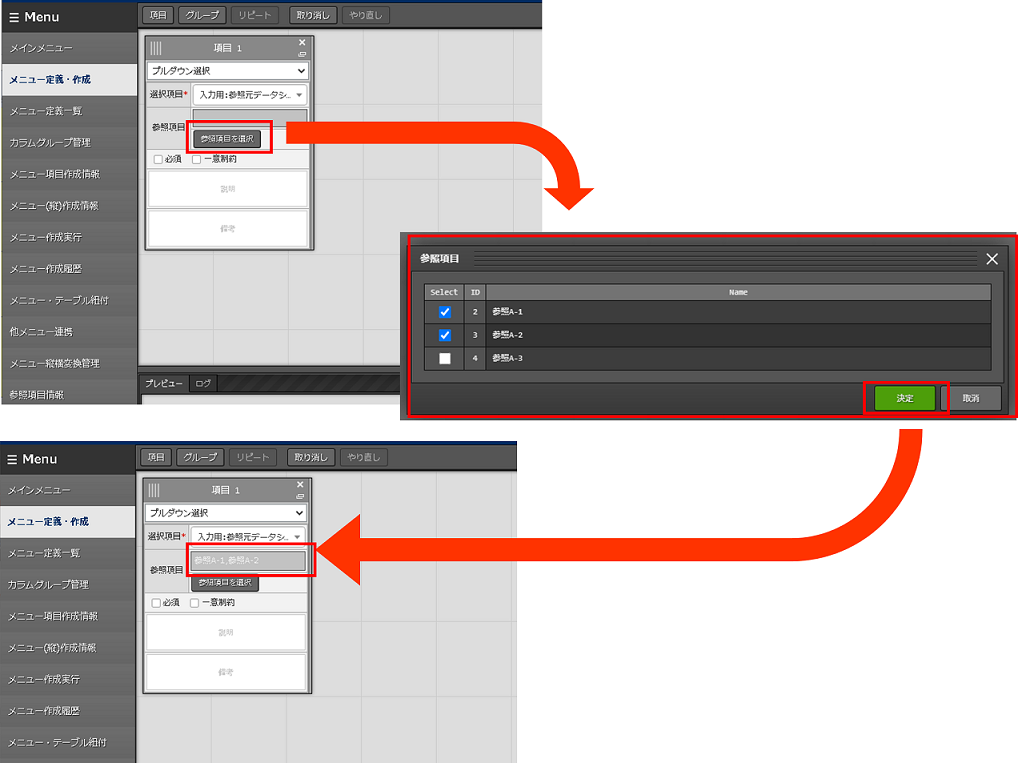 Menu
メインメニュー
メニュー定義・作成
メニュー定義一覧
カラムグループ管理
メニュー項目作成情報
メニュー(縦)作成情報
メニュー作成実行
メニュー作成履歴
メニュー・テーブル紐付
他メニュー連携
メニュー縦横変換管理
参照項目情報
項目 グループ リピート 取り消し やり直し
項目 1
プルダウン選択
選択項目* 入力用:参照元データシ..
参照項目
参照項目を選択
必須 一意制約
説明
備考
プレビュー ログ
参照項目
Select ID Name
2 参照A-1
3 参照A-2
4 参照A-3
決定 取消
Menu
メインメニュー
メニュー定義・作成
メニュー定義一覧
カラムグループ管理
メニュー項目作成情報
メニュー(縦)作成情報
メニュー作成実行
メニュー作成履歴
メニュー・テーブル紐付
項目 グループ リピート 取り消し やり直し
項目 1
プルダウン選択
選択項目* 入力用:参照元データシ..
参照項目 参照A-1,参照A-2
参照項目を選択
必須 一意制約
説明
備考